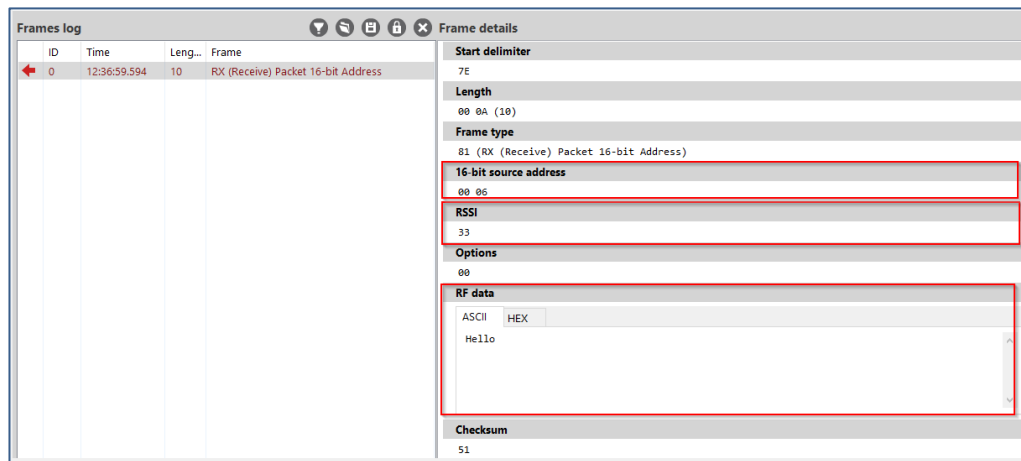 Frames log
ID Time Leng... Frame
0 12:36:59.594 10 RX (Receive) Packet 16-bit Address
Frame details
Start delimiter
7E
Length
00 0A (10)
Frame type
81 (RX (Receive) Packet 16-bit Address)
16-bit source address
00 06
RSSI
33
Options
00
RF data
ASCII HEX
Hello
Checksum
51